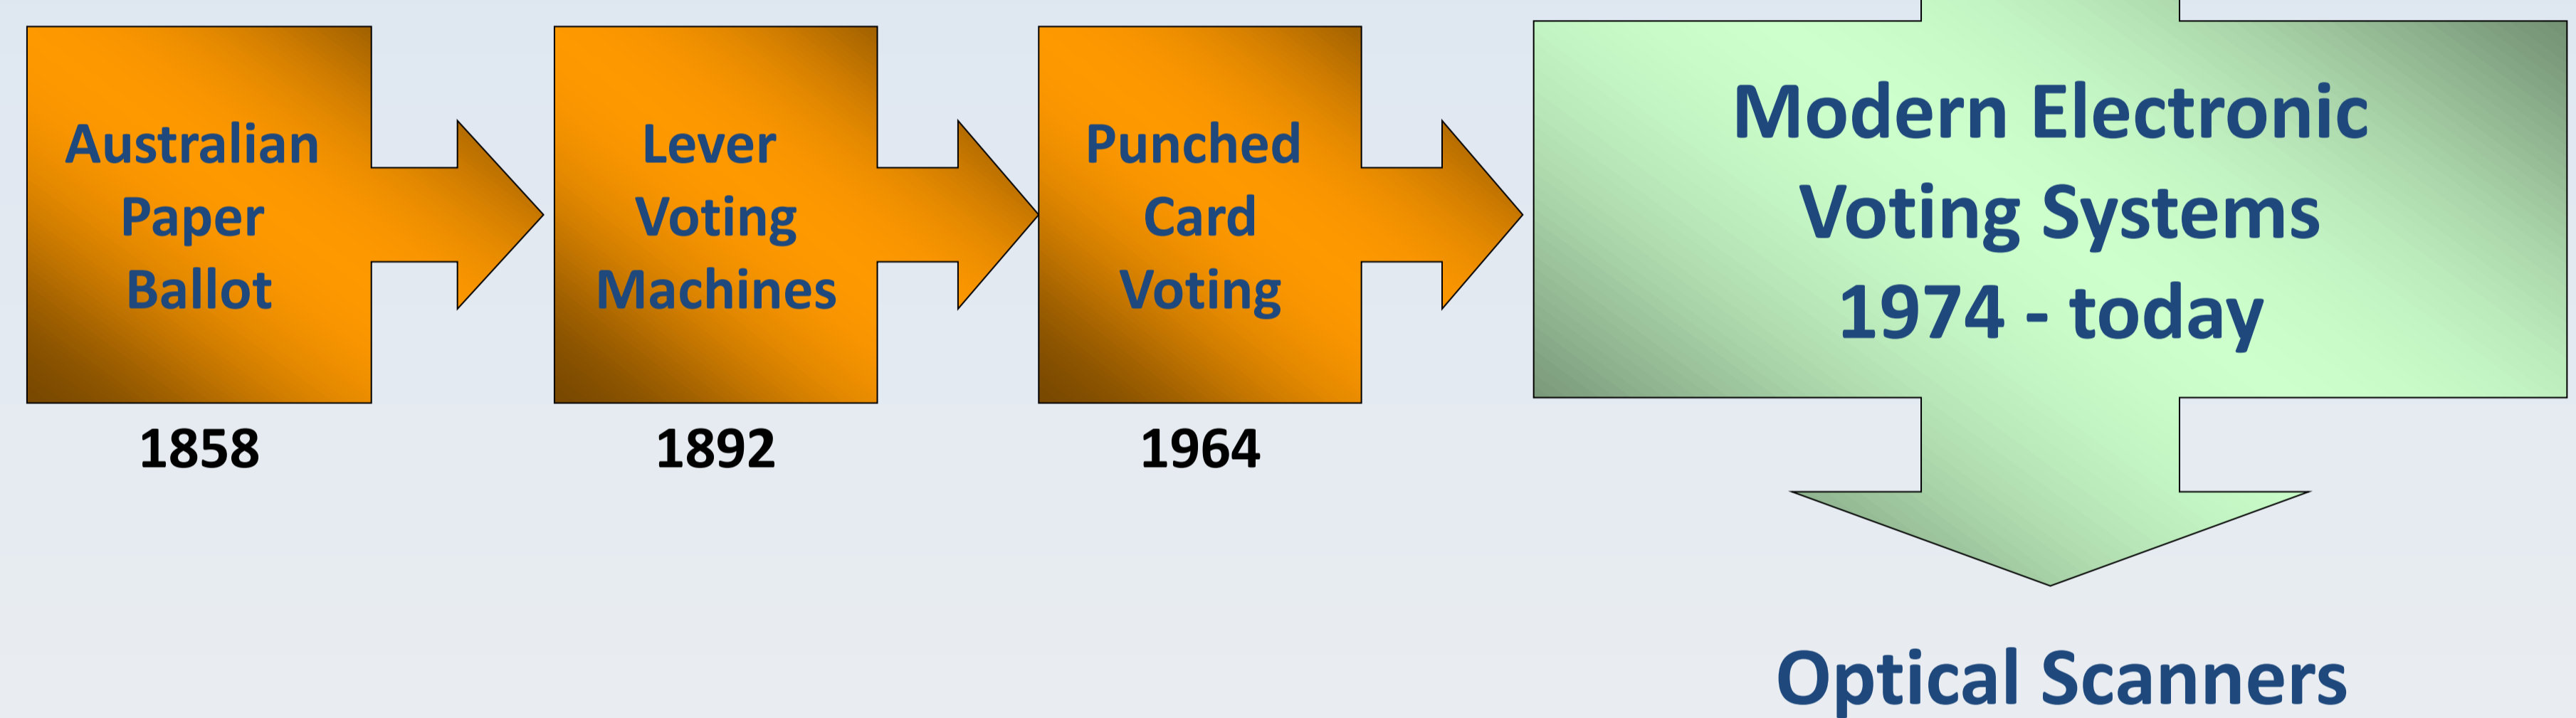 Australian
Paper
Ballot
1858
Lever
Voting
Machines
1892
Punched
Card
Voting
1964
Modern Electronic
Voting Systems
1974 - today
Optical Scanners